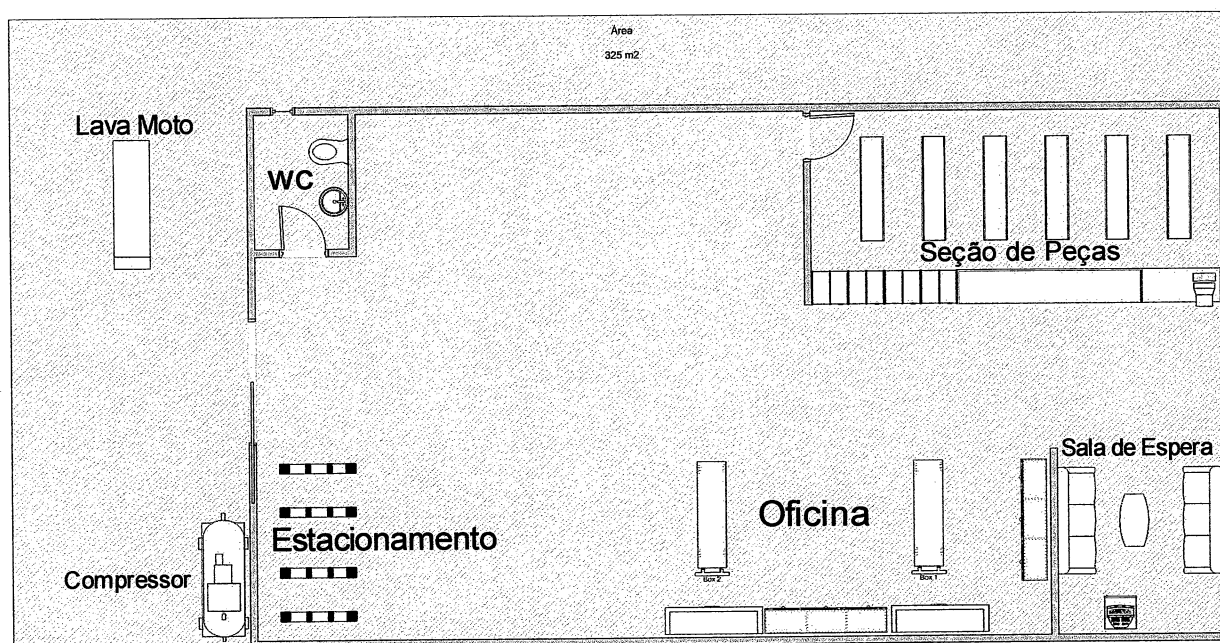 Área
325 m2
Lava Moto
WC
Seção de Peças
Sala de Espera
Oficina
Estacionamento
Box 2
Box 1
Compressor